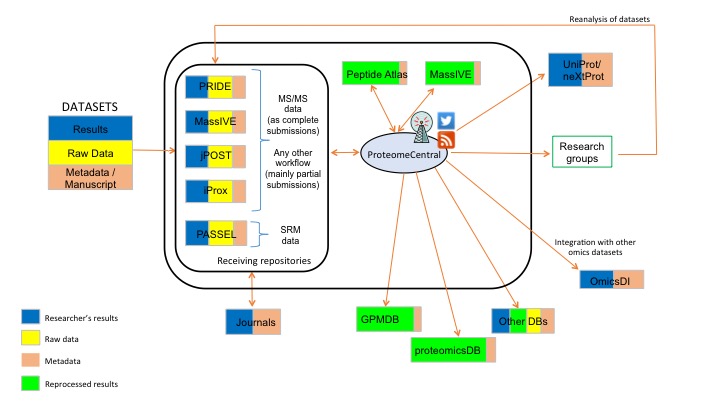 Reanalysis of datasets
DATASETS
Results
Raw Data
Metadata /
Manuscript
PRIDE
MassIVE
jPOST
iProx
PASSEL
MS/MS
data
(as complete
submissions)
Any other
workflow
(mainly partial
submissions)
SRM
data
Receiving repositories
Peptide Atlas
MassIVE
ProteomeCentral
UniProt/
neXtProt
Research
groups
Integration with other
omics datasets
OmicsDI
Journals
GPMDB
proteomicsDB
Other DBs
Researcher's results
Raw data
Metadata
Reprocessed results